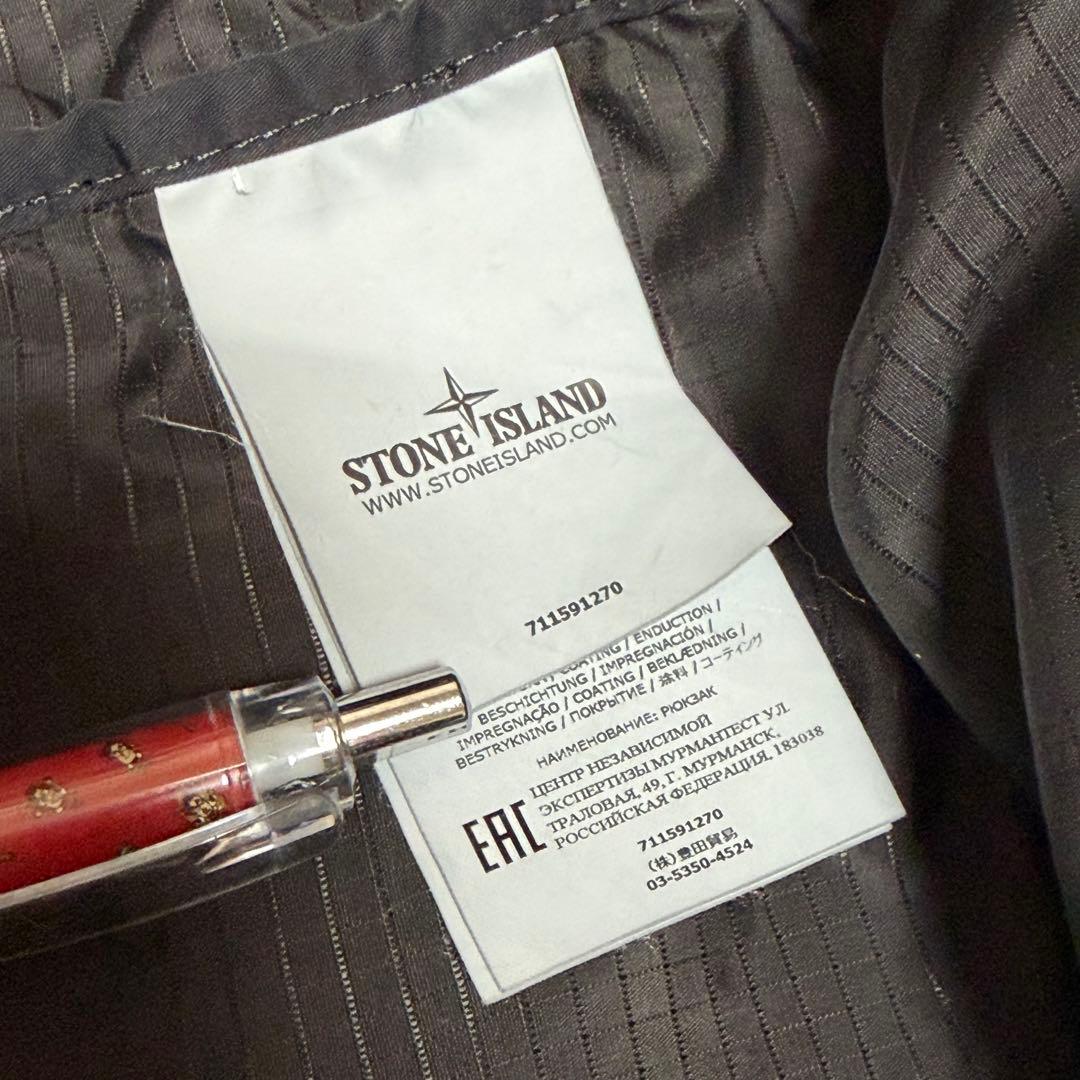 STONE ISLAND
WWW.STONEISLAND.COM
711591270
COATING / ENDUCTION /
BESCHICHTUNG / IMPREGNACIÓN /
IMPREGNAÇÃO / COATING / BEKLÆDNING /
BESTRYKNING / ПОКРЫТИЕ / 涂料 / コーティング
НАИМЕНОВАНИЕ: РЮКЗАК
ЦЕНТР НЕЗАВИСИМОЙ
ЭКСПЕРТИЗЫ МУРМАНТЕСТ УЛ.
ТРАЛОВАЯ, 49, Г. МУРМАНСК,
РОССИЙСКАЯ ФЕДЕРАЦИЯ, 183038
EAC
711591270
(株)豊田貿易
03-5350-4524